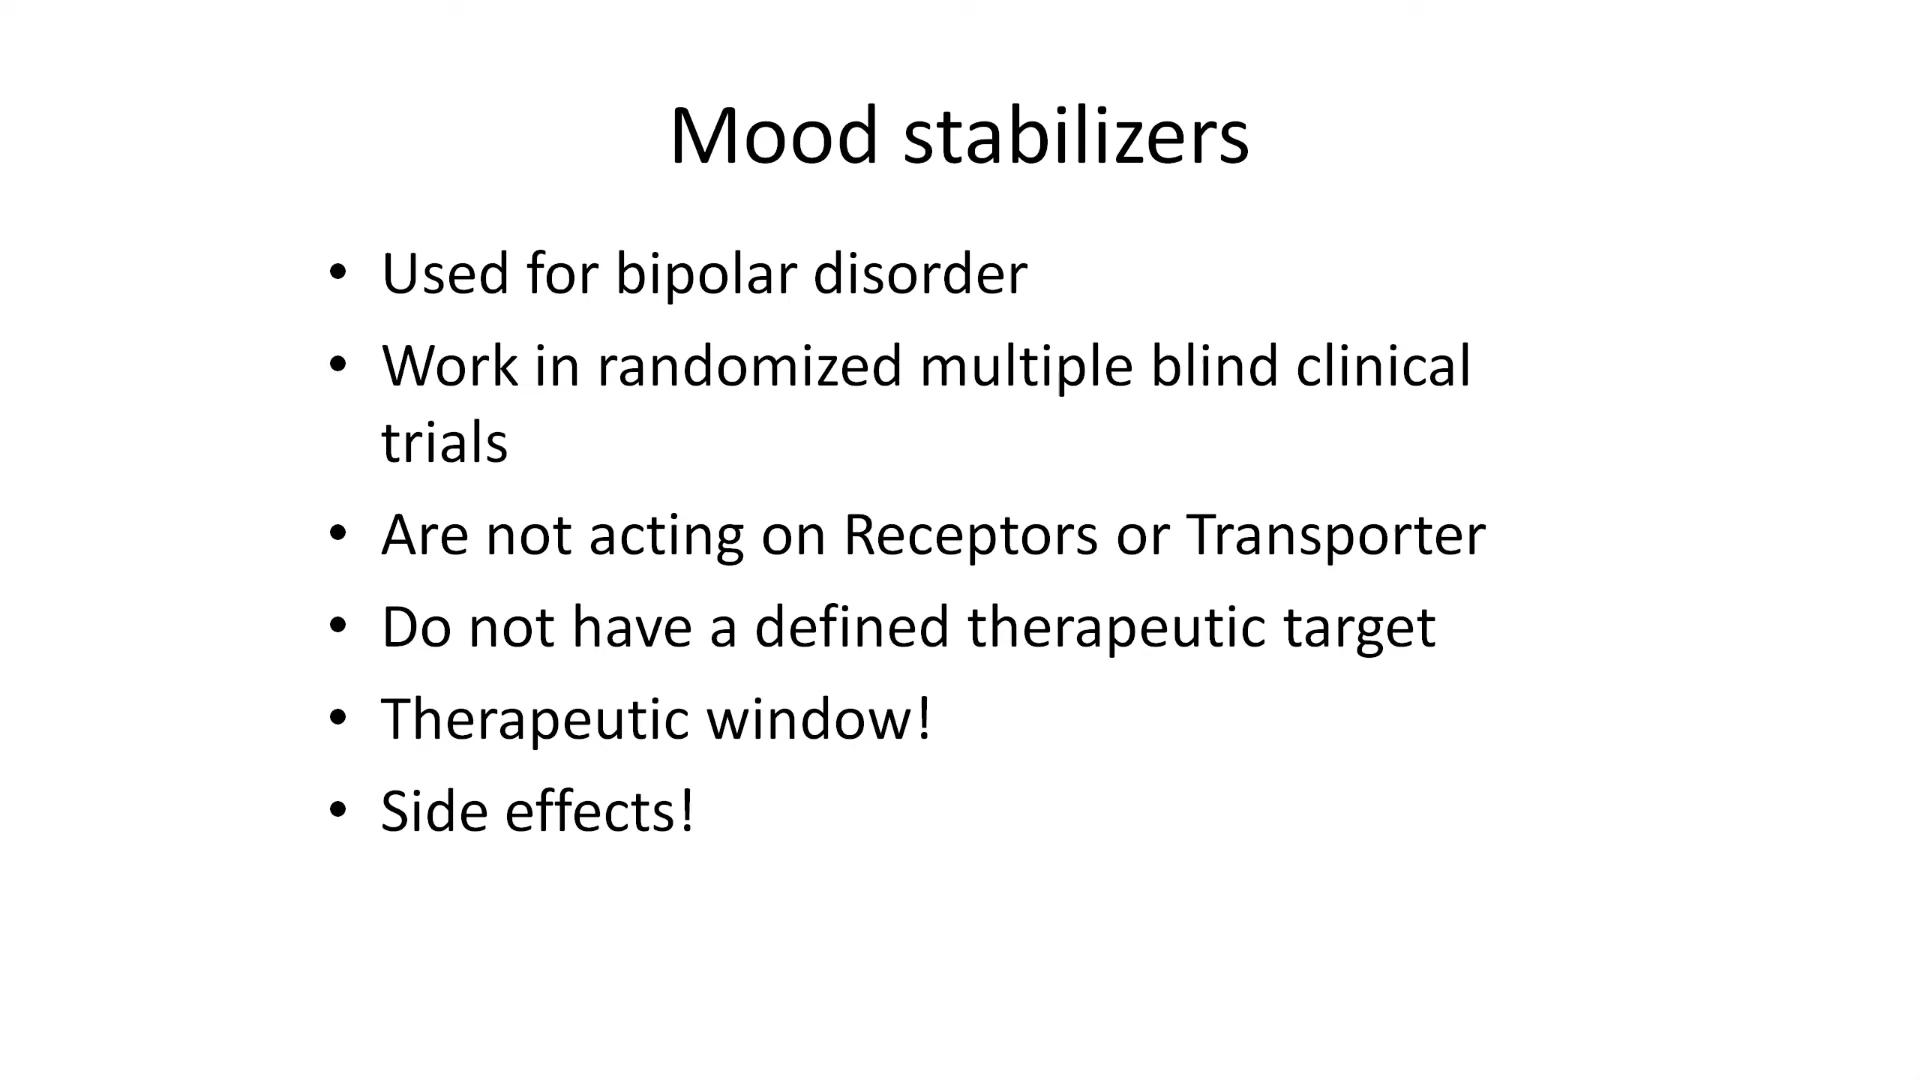 Mood stabilizers
• Used for bipolar disorder
• Work in randomized multiple blind clinical
trials
• Are not acting on Receptors or Transporter
• Do not have a defined therapeutic target
• Therapeutic window!
• Side effects!